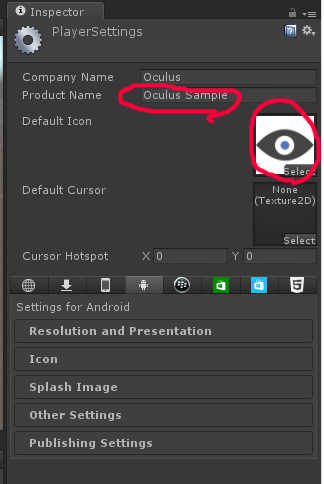 Inspector
PlayerSettings
Company Name Oculus
Product Name Oculus Sample
Default Icon
Select
Default Cursor
None
(Texture2D)
Select
Cursor Hotspot X 0 Y 0
Settings for Android
Resolution and Presentation
Icon
Splash Image
Other Settings
Publishing Settings